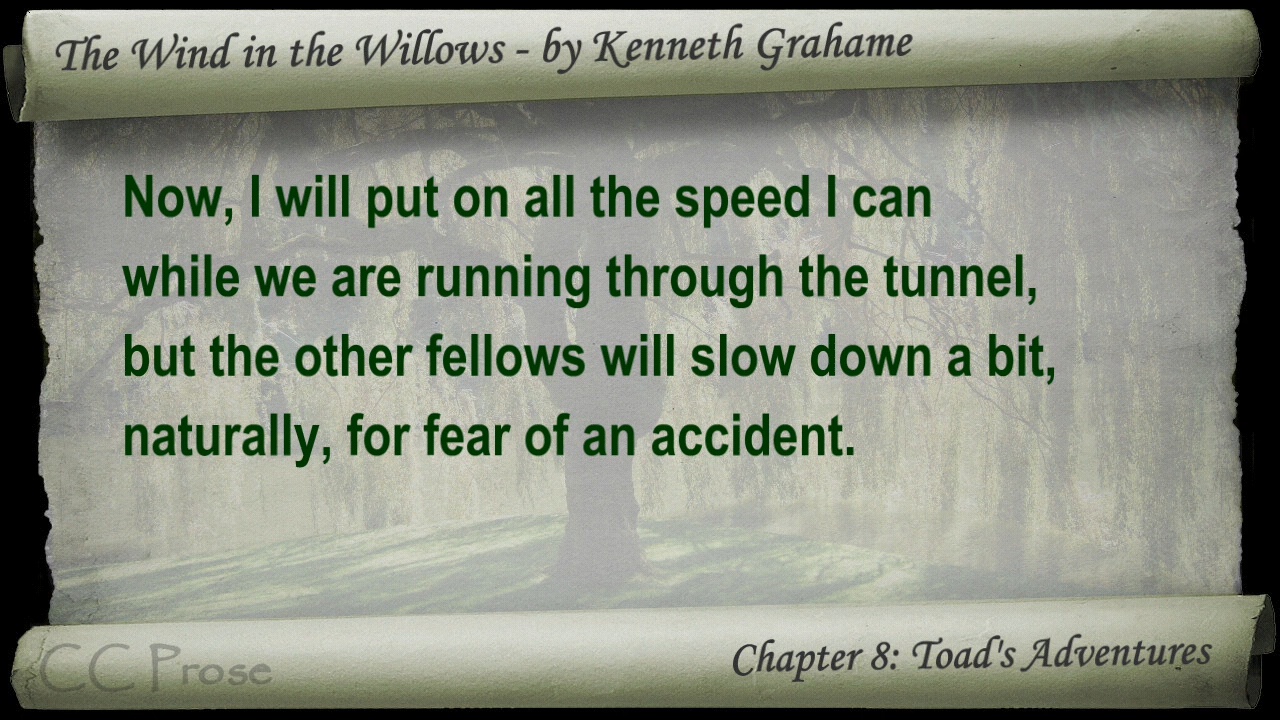 The Wind in the Willows - by Kenneth Grahame
Now, I will put on all the speed I can
while we are running through the tunnel,
but the other fellows will slow down a bit,
naturally, for fear of an accident.
CC Prose
Chapter 8: Toad's Adventures